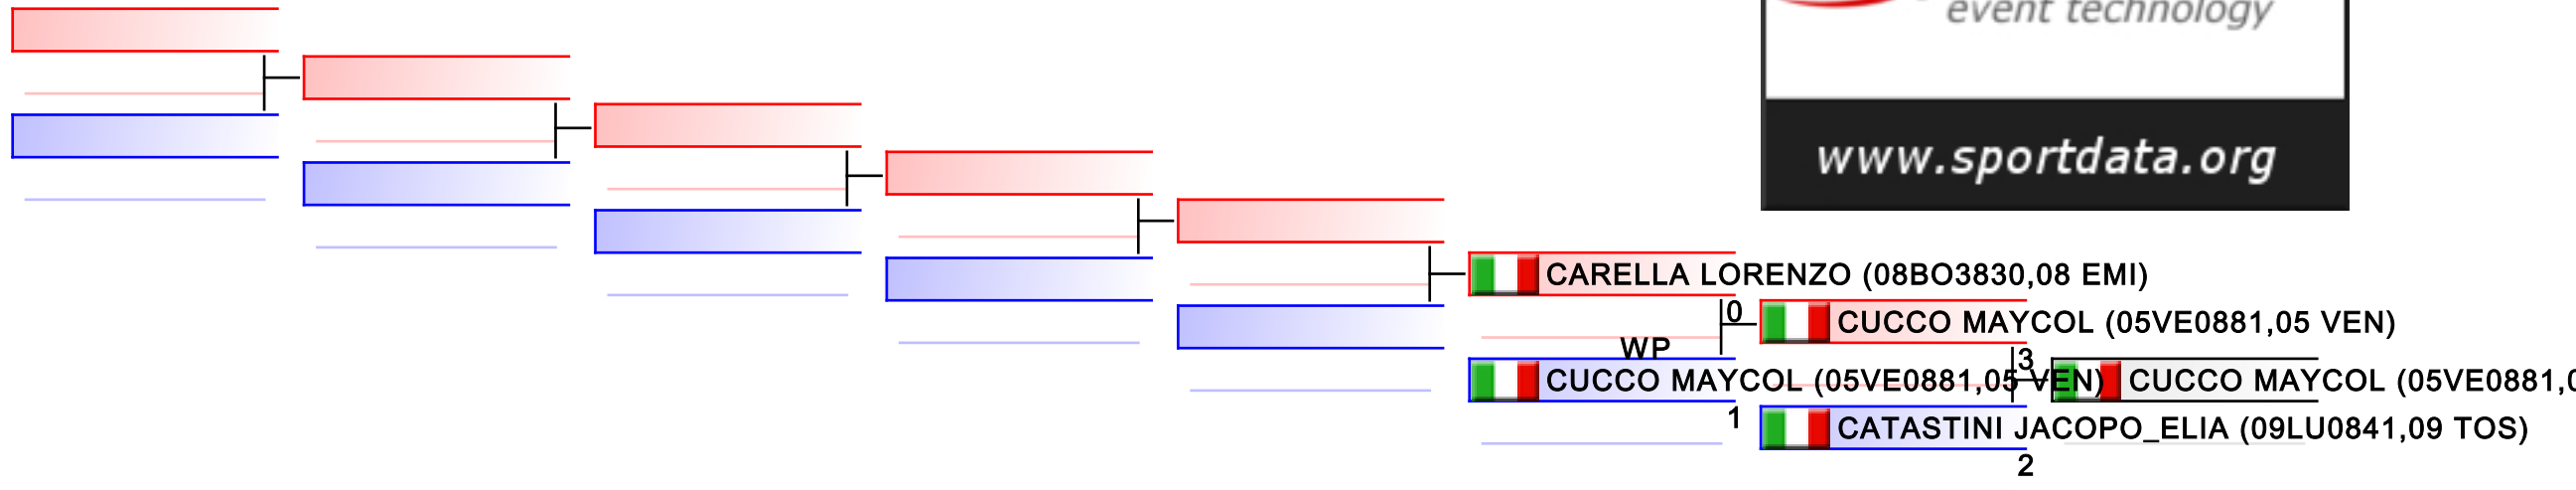 event technology
www.sportdata.org
CARELLA LORENZO (08BO3830,08 EMI)
0
CUCCO MAYCOL (05VE0881,05 VEN)
WP
3
CUCCO MAYCOL (05VE0881,05 VEN)
CUCCO MAYCOL (05VE0881,0
1
CATASTINI JACOPO_ELIA (09LU0841,09 TOS)
2